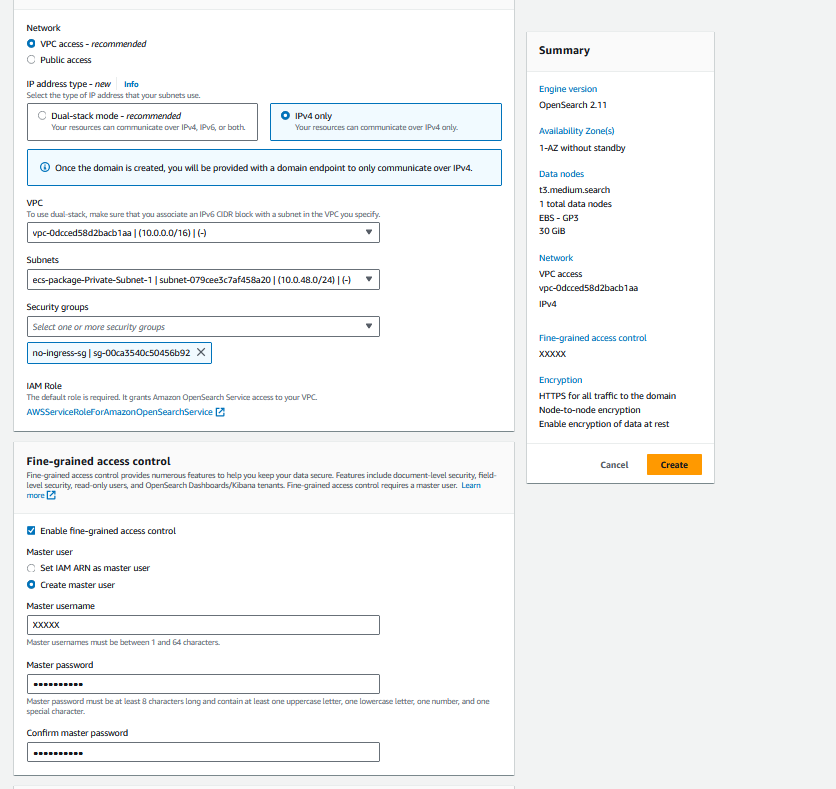 Network
VPC access - recommended
Public access
IP address type - new Info
Select the type of IP address that your subnets use.
Dual-stack mode - recommended
Your resources can communicate over IPv4, IPv6, or both.
IPv4 only
Your resources can communicate over IPv4 only.
Once the domain is created, you will be provided with a domain endpoint to only communicate over IPv4.
VPC
To use dual-stack, make sure that you associate an IPv6 CIDR block with a subnet in the VPC you specify.
vpc-0dcced58d2bacb1aa | (10.0.0.0/16) | (-)
Subnets
ecs-package-Private-Subnet-1 | subnet-079cee3c7af458a20 | (10.0.48.0/24) | (-)
Security groups
Select one or more security groups
no-ingress-sg | sg-00ca3540c50456b92
IAM Role
The default role is required. It grants Amazon OpenSearch Service access to your VPC.
AWSServiceRoleForAmazonOpenSearchService
Fine-grained access control
Fine-grained access control provides numerous features to help you keep your data secure. Features include document-level security, field-
level security, read-only users, and OpenSearch Dashboards/Kibana tenants. Fine-grained access control requires a master user. Learn
more
Enable fine-grained access control
Master user
Set IAM ARN as master user
Create master user
Master username
XXXXX
Master usernames must be between 1 and 64 characters.
Master password
••••••••••
Master password must be at least 8 characters long and contain at least one uppercase letter, one lowercase letter, one number, and one
special character.
Confirm master password
••••••••••
Summary
Engine version
OpenSearch 2.11
Availability Zone(s)
1-AZ without standby
Data nodes
t3.medium.search
1 total data nodes
EBS - GP3
30 GiB
Network
VPC access
vpc-0dcced58d2bacb1aa
IPv4
Fine-grained access control
XXXXX
Encryption
HTTPS for all traffic to the domain
Node-to-node encryption
Enable encryption of data at rest
Cancel
Create